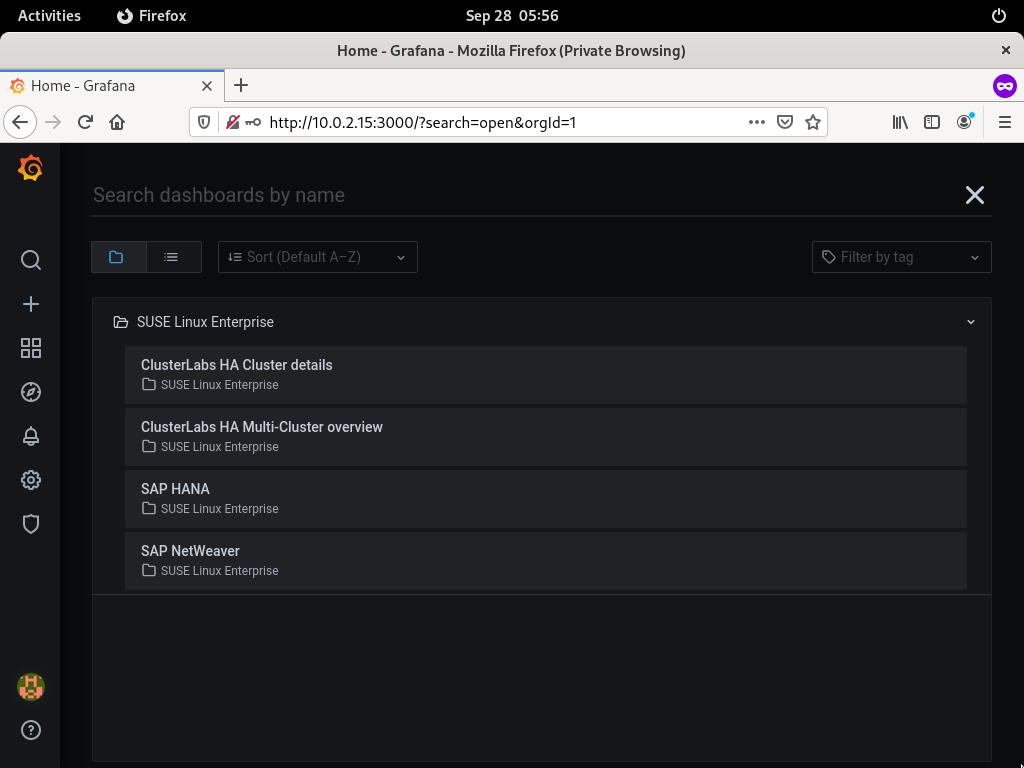 Activities Firefox Sep 28 05:56
Home - Grafana - Mozilla Firefox (Private Browsing)
Home - Grafana
http://10.0.2.15:3000/?search=open&orgId=1
Search dashboards by name
Sort (Default A–Z) Filter by tag
SUSE Linux Enterprise
ClusterLabs HA Cluster details
SUSE Linux Enterprise
ClusterLabs HA Multi-Cluster overview
SUSE Linux Enterprise
SAP HANA
SUSE Linux Enterprise
SAP NetWeaver
SUSE Linux Enterprise